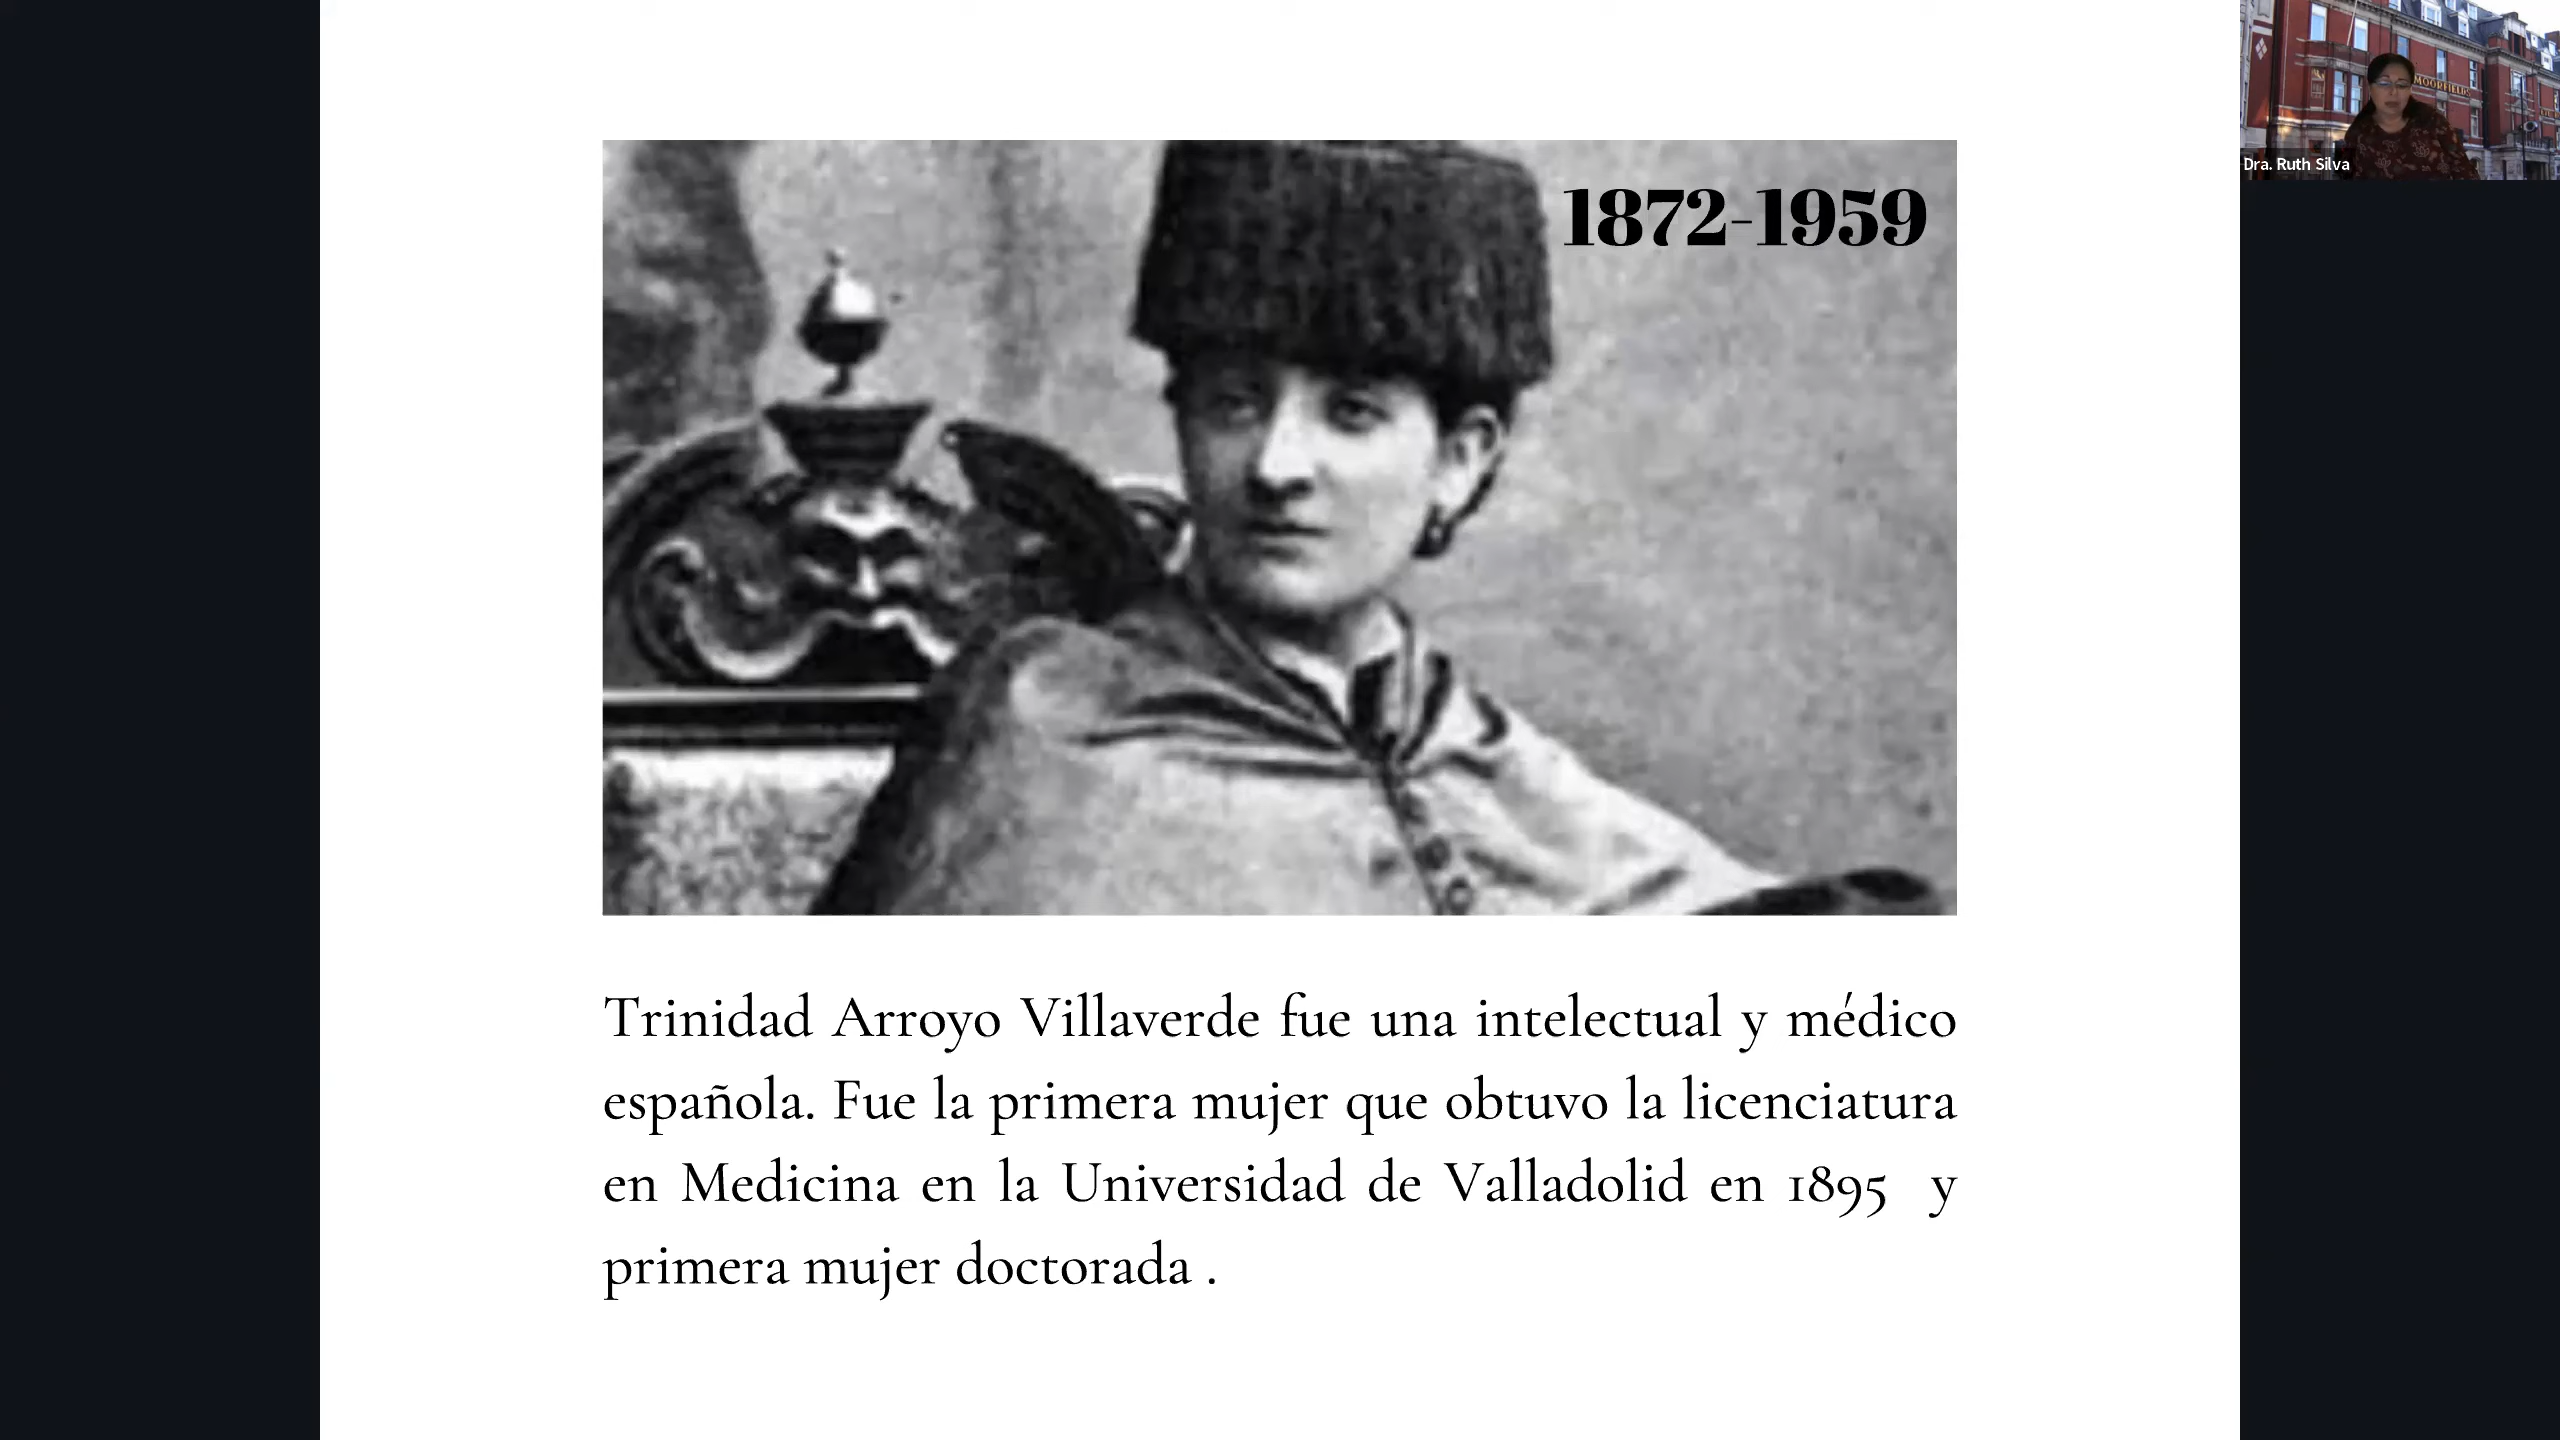 1872-1959
MOORFIELDS
Dra. Ruth Silva
Trinidad Arroyo Villaverde fue una intelectual y médico
española. Fue la primera mujer que obtuvo la licenciatura
en Medicina en la Universidad de Valladolid en 1895 y
primera mujer doctorada .